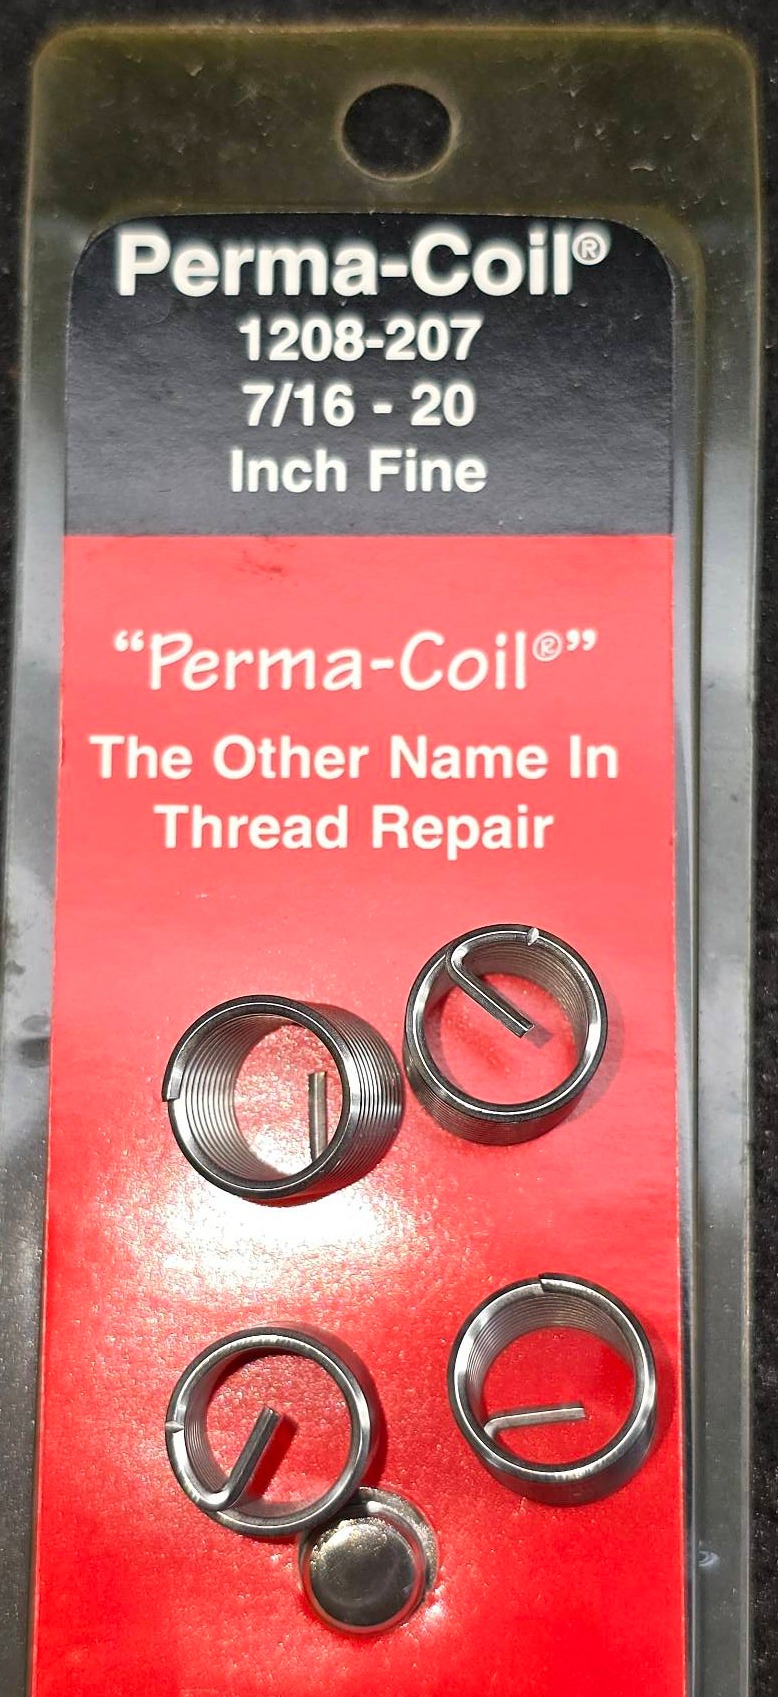 Perma-Coil®
1208-207
7/16 - 20
Inch Fine
“Perma-Coil®”
The Other Name In
Thread Repair